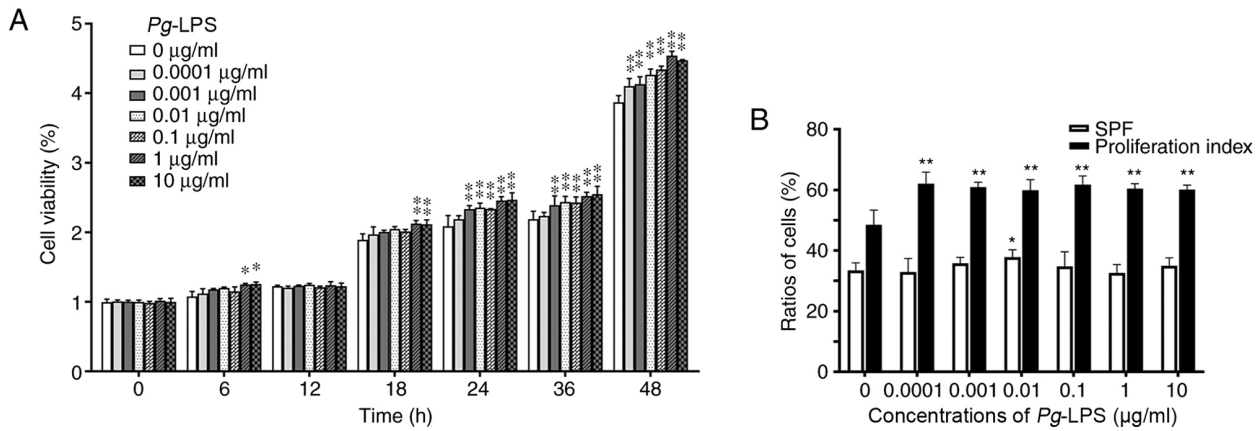 A
Pg-LPS
0 µg/ml
0.0001 µg/ml
0.001 µg/ml
0.01 µg/ml
0.1 µg/ml
1 µg/ml
10 µg/ml
Cell viability (%)
5
4
3
2
1
0
* *
** **
** ** ** ** **
** ** ** ** **
** ** ** ** ** **
0 6 12 18 24 36 48
Time (h)
B
SPF
Proliferation index
Ratios of cells (%)
80
60
40
20
0
** ** ** ** ** **
*
0 0.0001 0.001 0.01 0.1 1 10
Concentrations of Pg-LPS (µg/ml)